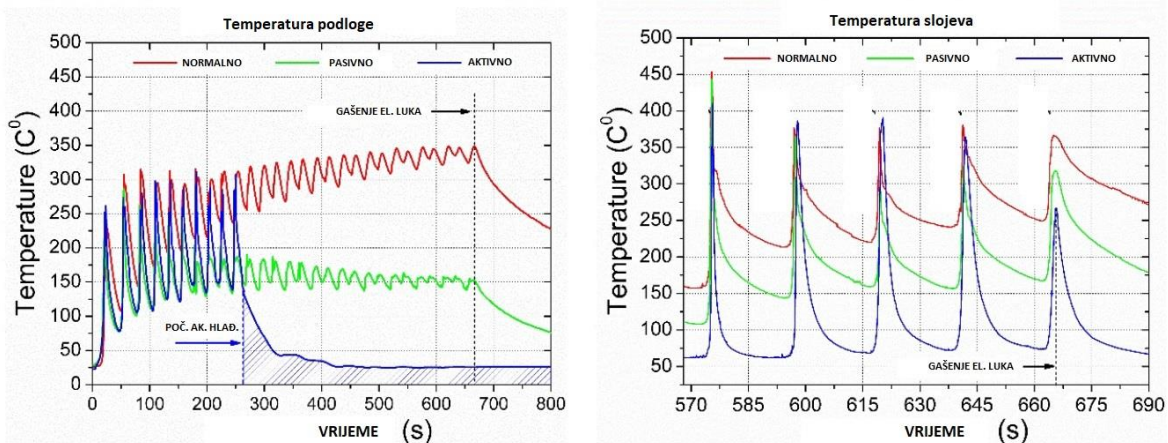 Temperatura podloge
Temperature (C⁰)
500
450
400
350
300
250
200
150
100
50
0
NORMALNO PASIVNO AKTIVNO
GAŠENJE EL. LUKA
POČ. AK. HLAĐ.
0 100 200 300 400 500 600 700 800
VRIJEME (s)
Temperatura slojeva
Temperature (C⁰)
500
450
400
350
300
250
200
150
100
50
NORMALNO PASIVNO AKTIVNO
GAŠENJE EL. LUKA
570 585 600 615 630 645 660 675 690
VRIJEME (s)